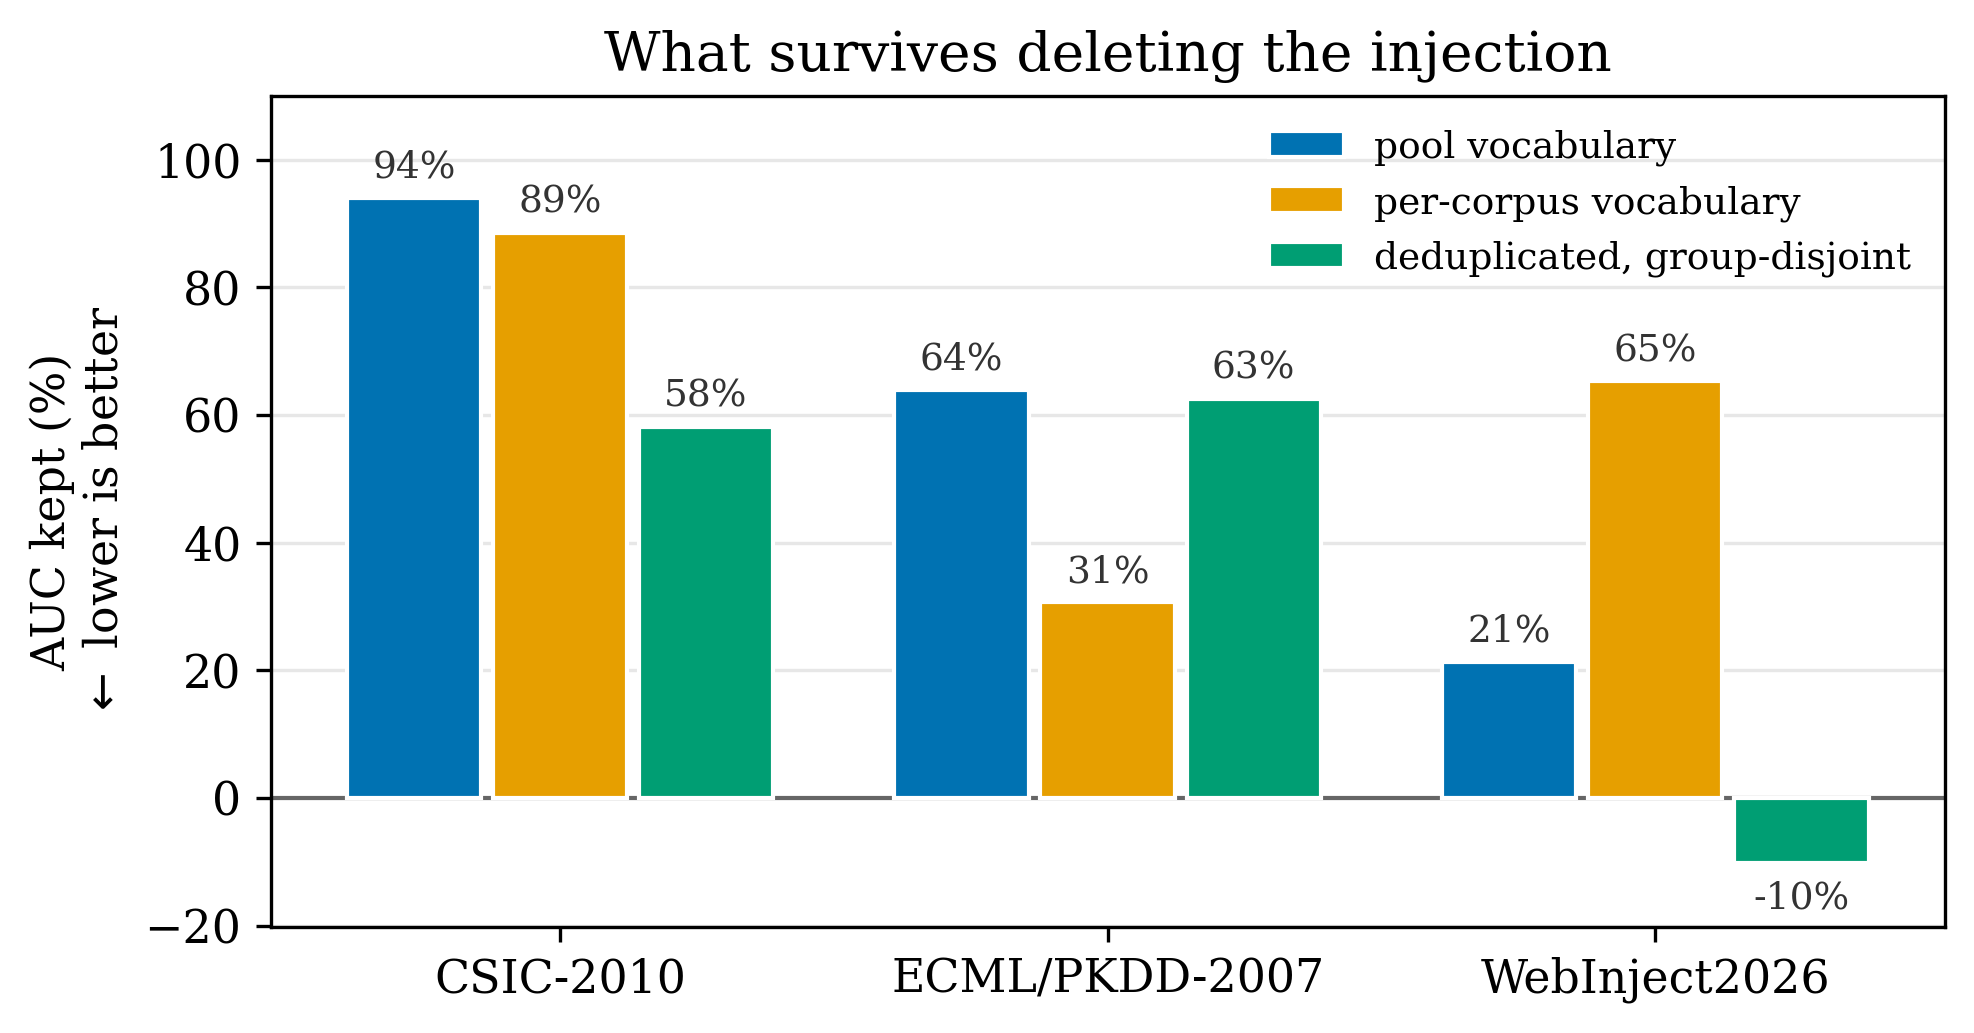 What survives deleting the injection
AUC kept (%)
← lower is better
100
80
60
40
20
0
−20
94%
89%
58%
64%
31%
63%
21%
65%
-10%
pool vocabulary
per-corpus vocabulary
deduplicated, group-disjoint
CSIC-2010
ECML/PKDD-2007
WebInject2026